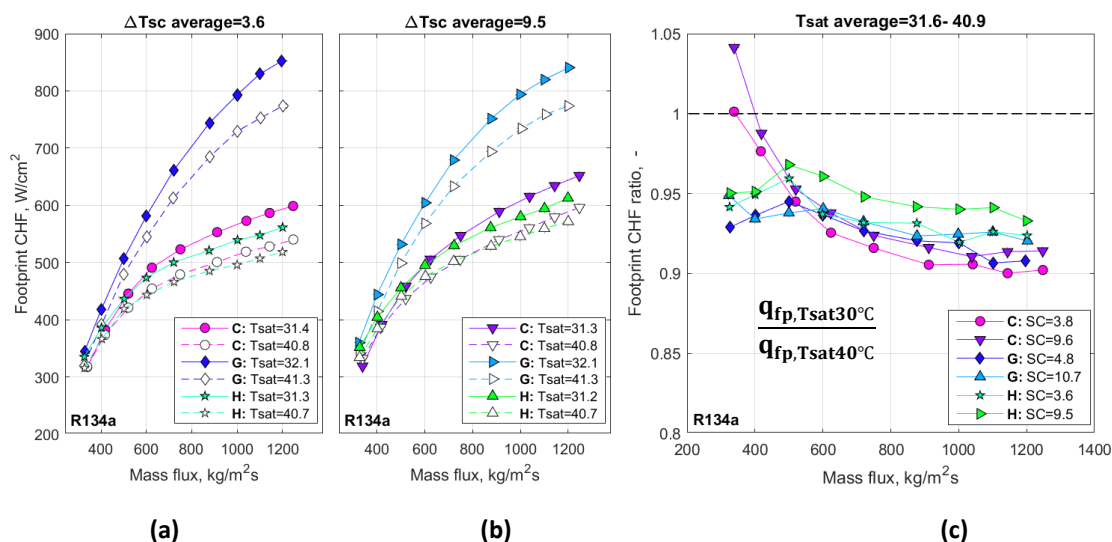 ΔTsc average=3.6
900
800
700
600
500
400
300
200
Footprint CHF, W/cm²
400 600 800 1000 1200
Mass flux, kg/m²s
C: Tsat=31.4
C: Tsat=40.8
G: Tsat=32.1
G: Tsat=41.3
H: Tsat=31.3
H: Tsat=40.7
R134a
(a)
ΔTsc average=9.5
400 600 800 1000 1200
Mass flux, kg/m²s
C: Tsat=31.3
C: Tsat=40.8
G: Tsat=32.1
G: Tsat=41.3
H: Tsat=31.2
H: Tsat=40.7
R134a
(b)
Tsat average=31.6- 40.9
1.05
1
0.95
0.9
0.85
0.8
Footprint CHF ratio, -
200 400 600 800 1000 1200 1400
Mass flux, kg/m²s
qfp,Tsat30℃
qfp,Tsat40℃
C: SC=3.8
C: SC=9.6
G: SC=4.8
G: SC=10.7
H: SC=3.6
H: SC=9.5
R134a
(c)